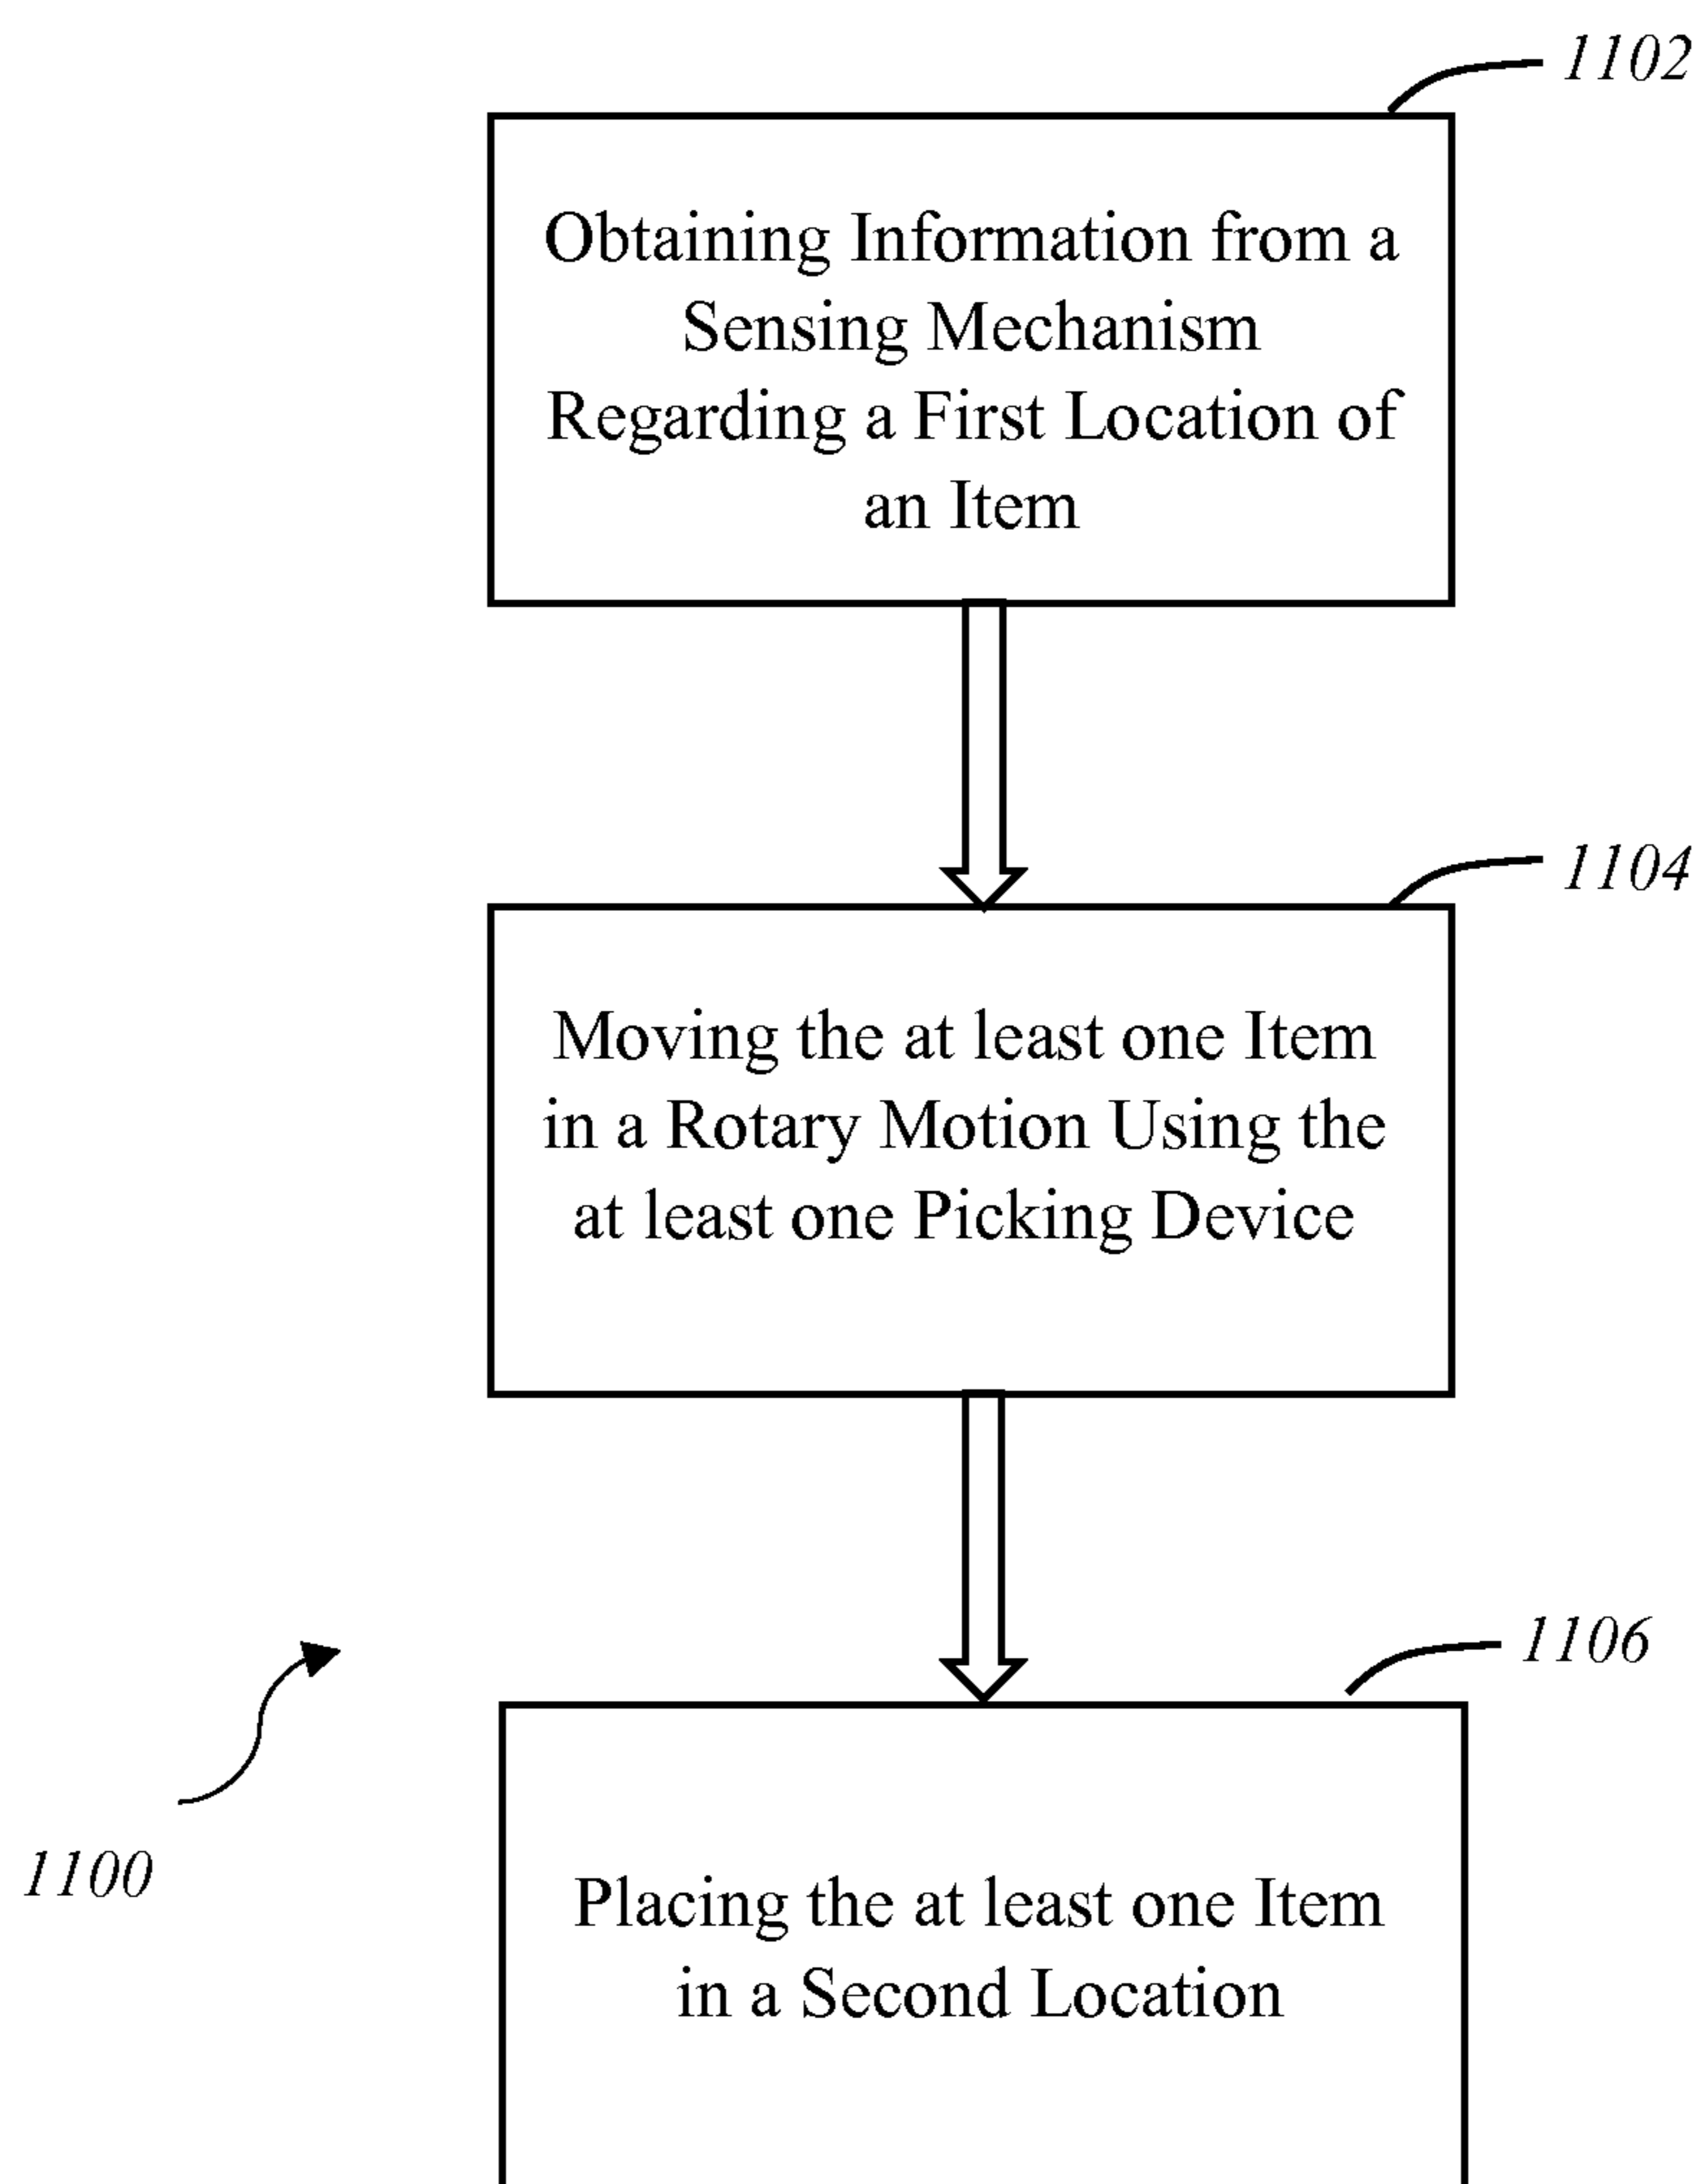 1102
Obtaining Information from a
Sensing Mechanism
Regarding a First Location of
an Item
1104
Moving the at least one Item
in a Rotary Motion Using the
at least one Picking Device
1106
1100
Placing the at least one Item
in a Second Location